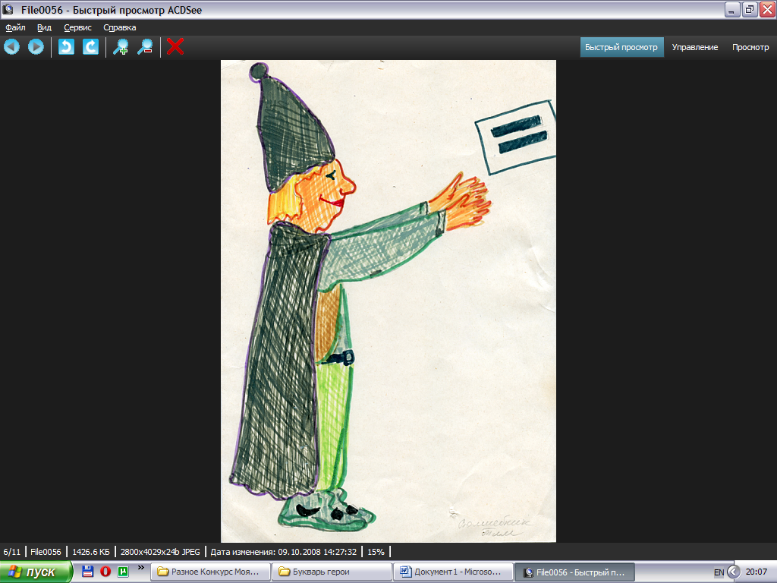 File0056 - Быстрый просмотр ACDSee
Файл Вид Сервис Справка
Быстрый просмотр Управление Просмотр
Волшебник
6/11 File0056 1426.6 КБ 2800x4029x24b JPEG Дата изменения: 09.10.2008 14:27:32 15%
пуск » Разное Конкурс Моя... Букварь герои Документ1 - Microso... File0056 - Быстрый п... EN 20:07